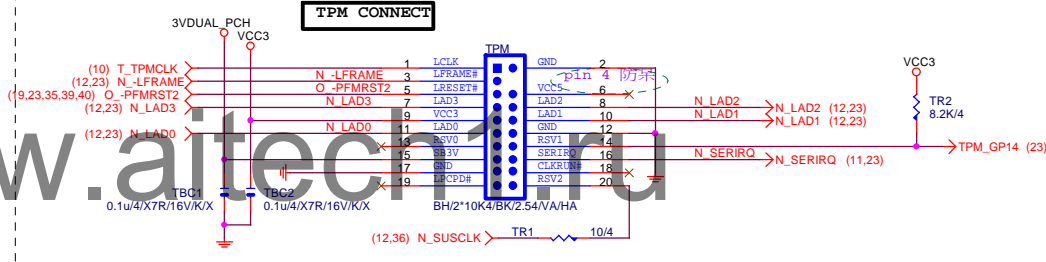 TPM CONNECT
3VDUAL_PCH
VCC3
TPM
(10) T_TPMCLK
1 LCLK
GND 2
(12,23) N_-LFRAME
N_-LFRAME
3 LFRAME#
pin 4 防呆
(19,23,35,39,40) O_-PFMRST2
O_-PFMRST2
5 LRESET#
VCC5 6
(12,23) N_LAD3
N_LAD3
7 LAD3
LAD2 8
N_LAD2
N_LAD2 (12,23)
9 VCC3
LAD1 10
N_LAD1
N_LAD1 (12,23)
(12,23) N_LAD0
N_LAD0
11 LAD0
GND 12
13 RSV0
RSV1 14
15 SB3V
SERIRQ 16
N_SERIRQ
N_SERIRQ (11,23)
17 GND
CLKRUN# 18
19 LPCPD#
RSV2 20
VCC3
TR2
8.2K/4
TPM_GP14 (23)
TBC1
0.1u/4/X7R/16V/K/X
TBC2
0.1u/4/X7R/16V/K/X
BH/2*10K4/BK/2.54/VA/HA
(12,36) N_SUSCLK
TR1
10/4
w.aitech1.ru